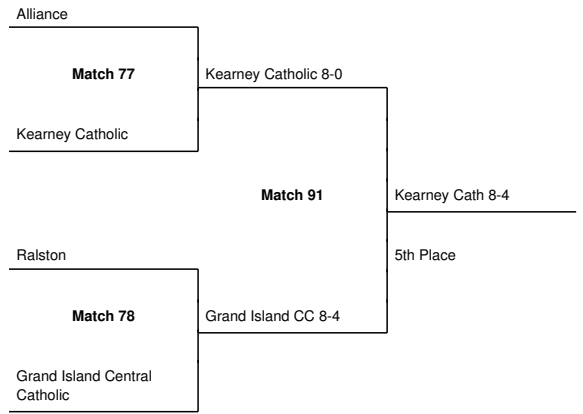 Alliance
Match 77
Kearney Catholic 8-0
Kearney Catholic
Match 91
Kearney Cath 8-4
Ralston
5th Place
Match 78
Grand Island CC 8-4
Grand Island Central
Catholic